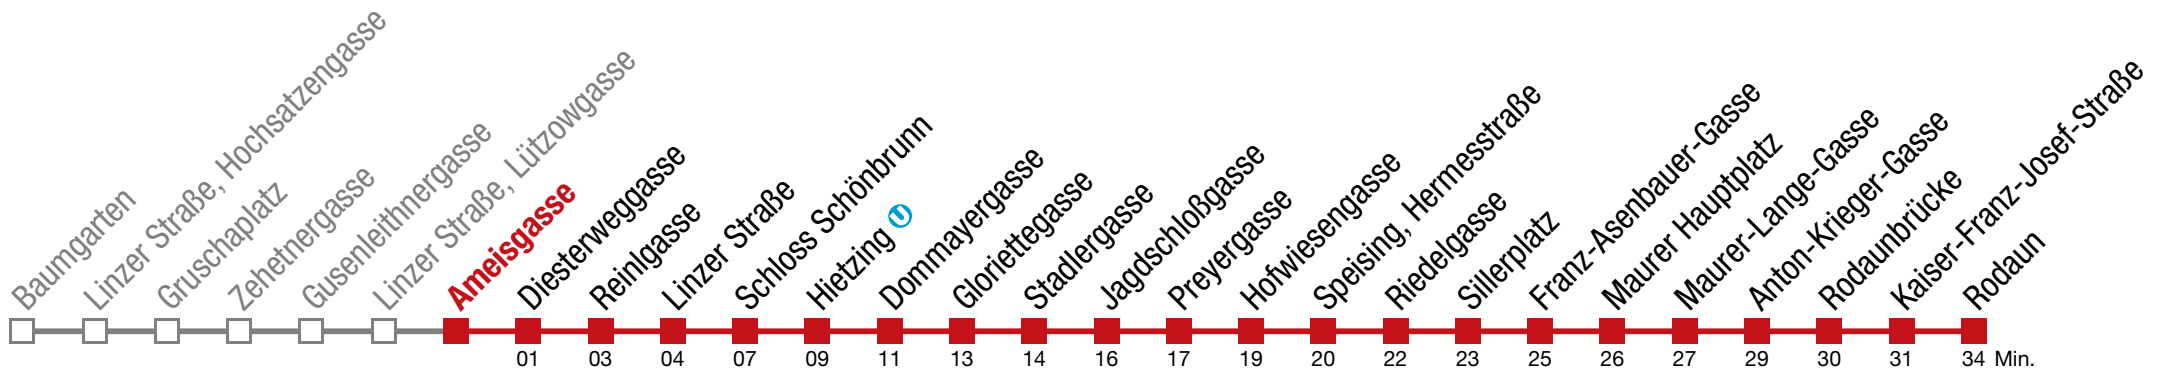 Baumgarten
Linzer Straße, Hochsatzengasse
Gruschaplatz
Zehetnergasse
Gusenleithnergasse
Linzer Straße, Lützowgasse
Ameisgasse
Diesterweggasse
Reinlgasse
Linzer Straße
Schloss Schönbrunn
Hietzing U
Dommayergasse
Gloriettegasse
Stadlergasse
Jagdschloßgasse
Preyergasse
Hofwiesengasse
Speising, Hermesstraße
Riedelgasse
Sillerplatz
Franz-Asenbauer-Gasse
Maurer Hauptplatz
Maurer-Lange-Gasse
Anton-Krieger-Gasse
Rodaunbrücke
Kaiser-Franz-Josef-Straße
Rodaun
01 03 04 07 09 11 13 14 16 17 19 20 22 23 25 26 27 29 30 31 34 Min.